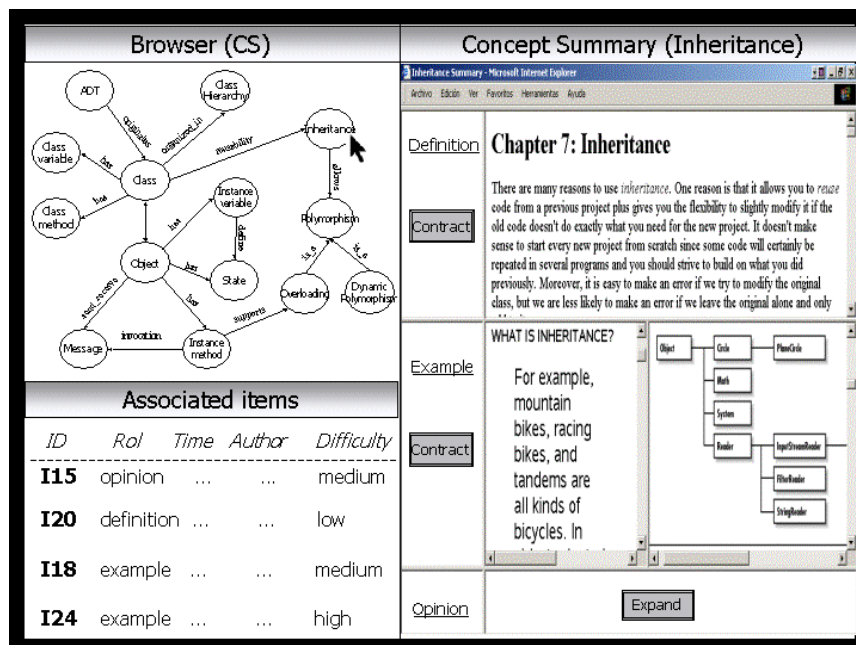 Browser (CS)
ADT
Class
Hierarchy
Inheritance
originates
organized_in
reusability
Class
variable
has
Class
allows
Class
method
has
Instance
variable
Polymorphism
has
define
Object
has
State
is_a
is_a
Overloading
Dynamic
Polymorphism
has
supports
Message
invocation
Instance
method
Associated items
ID Rol Time Author Difficulty
I15 opinion ... ... medium
I20 definition ... ... low
I18 example ... ... medium
I24 example ... ... high
Concept Summary (Inheritance)
Inheritance Summary - Microsoft Internet Explorer
Archivo Edición Ver Favoritos Herramientas Ayuda
Definition
Contract
Chapter 7: Inheritance
There are many reasons to use inheritance. One reason is that it allows you to reuse
code from a previous project plus gives you the flexibility to slightly modify it if the
old code doesn't do exactly what you need for the new project. It doesn't make
sense to start every new project from scratch since some code will certainly be
repeated in several programs and you should strive to build on what you did
previously. Moreover, it is easy to make an error if we try to modify the original
class, but we are less likely to make an error if we leave the original alone and only
Example
Contract
WHAT IS INHERITANCE?
For example,
mountain
bikes, racing
bikes, and
tandems are
all kinds of
bicycles. In
Object
Circle
PlaneCircle
Math
System
Reader
InputStreamReader
FilterReader
StringReader
Opinion
Expand